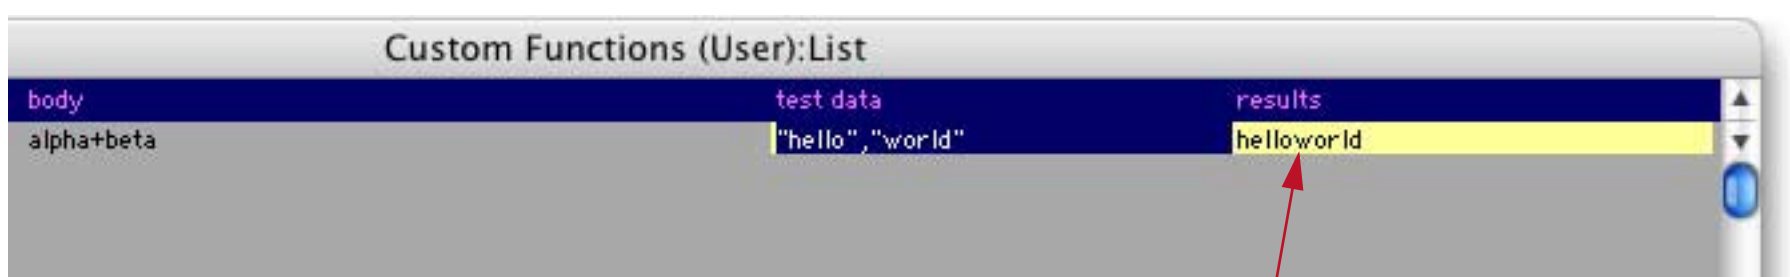 Custom Functions (User):List
body test data results
alpha+beta "hello","world" helloworld